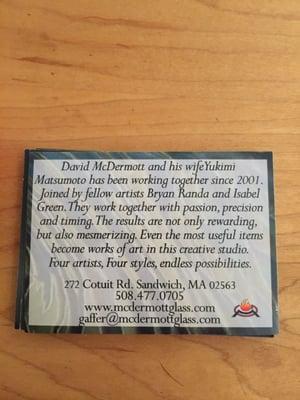 David McDermott and his wifeYukimi
Matsumoto has been working together since 2001.
Joined by fellow artists Bryan Randa and Isabel
Green. They work together with passion, precision
and timing. The results are not only rewarding,
but also mesmerizing. Even the most useful items
become works of art in this creative studio.
Four artists, Four styles, endless possibilities.
272 Cotuit Rd. Sandwich, MA 02563
508.477.0705
www.mcdermottglass.com
gaffer@mcdermottglass.com